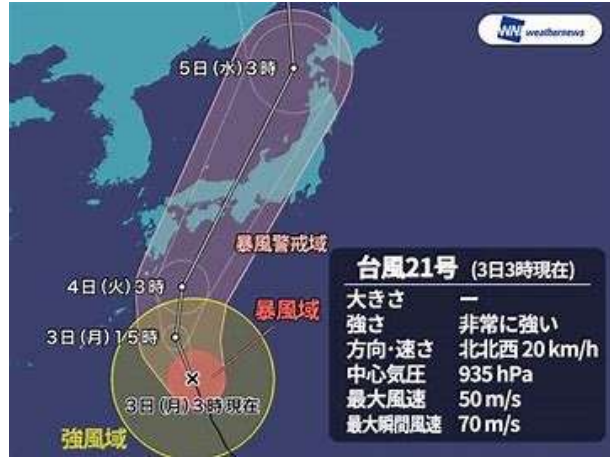 WN weathernews
5日(水)3時
暴風警戒域
4日(火)3時
暴風域
3日(月)15時
3日(月)3時現在
強風域
台風21号 (3日3時現在)
大きさ ー
強さ 非常に強い
方向・速さ 北北西 20 km/h
中心気圧 935 hPa
最大風速 50 m/s
最大瞬間風速 70 m/s